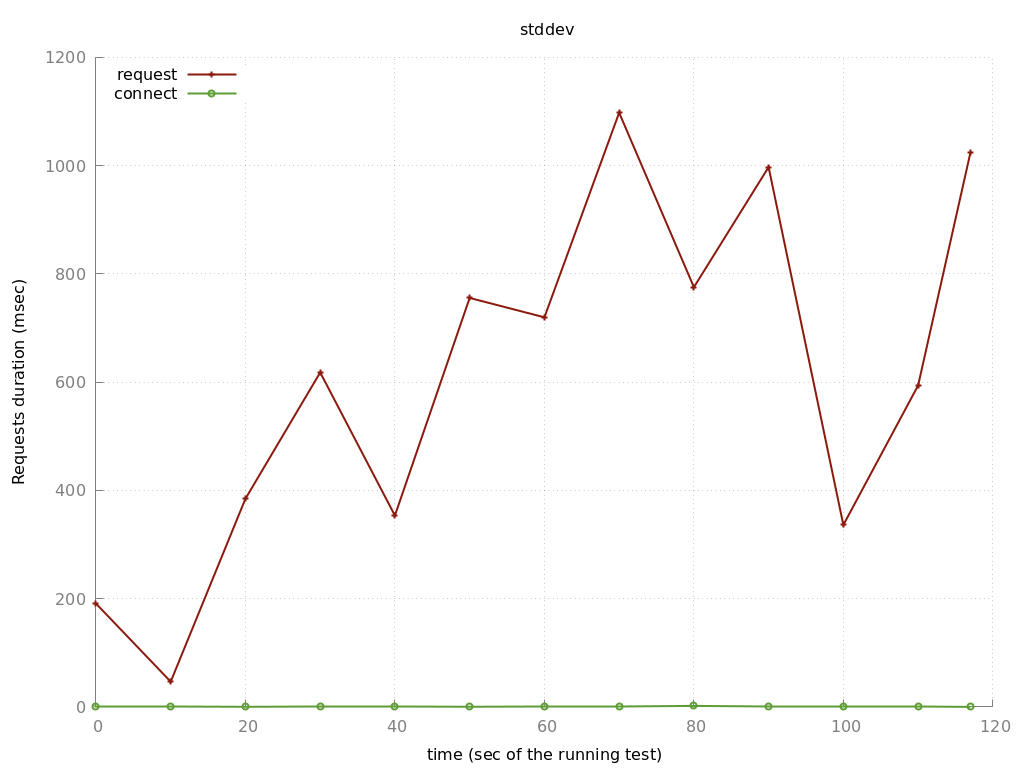 stddev
request
connect
1200
1000
800
600
400
200
0
Requests duration (msec)
0 20 40 60 80 100 120
time (sec of the running test)